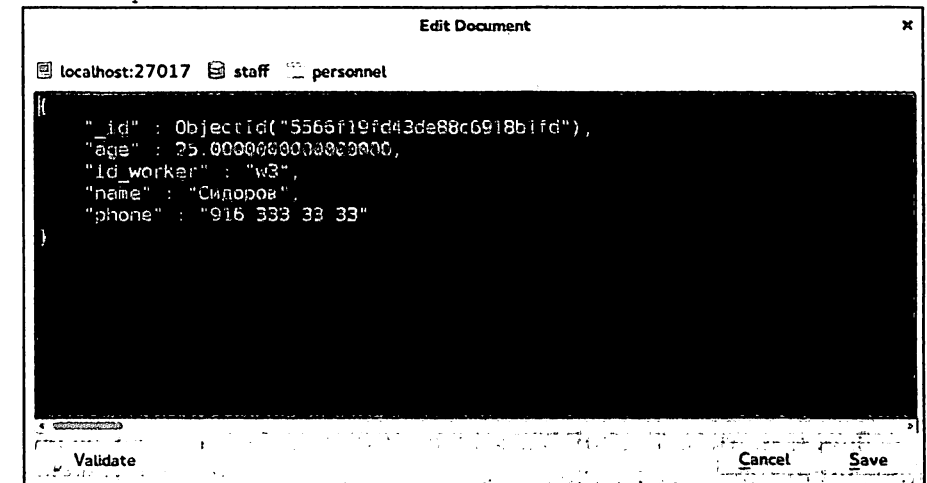 Edit Document
localhost:27017 staff personnel
{
"_id" : ObjectId("5566f19fd43de88c6918b1fd"),
"age" : 25.0000000000000000,
"id_worker" : "w3",
"name" : "Сидоров",
"phone" : "916 333 33 33"
}
Validate Cancel Save